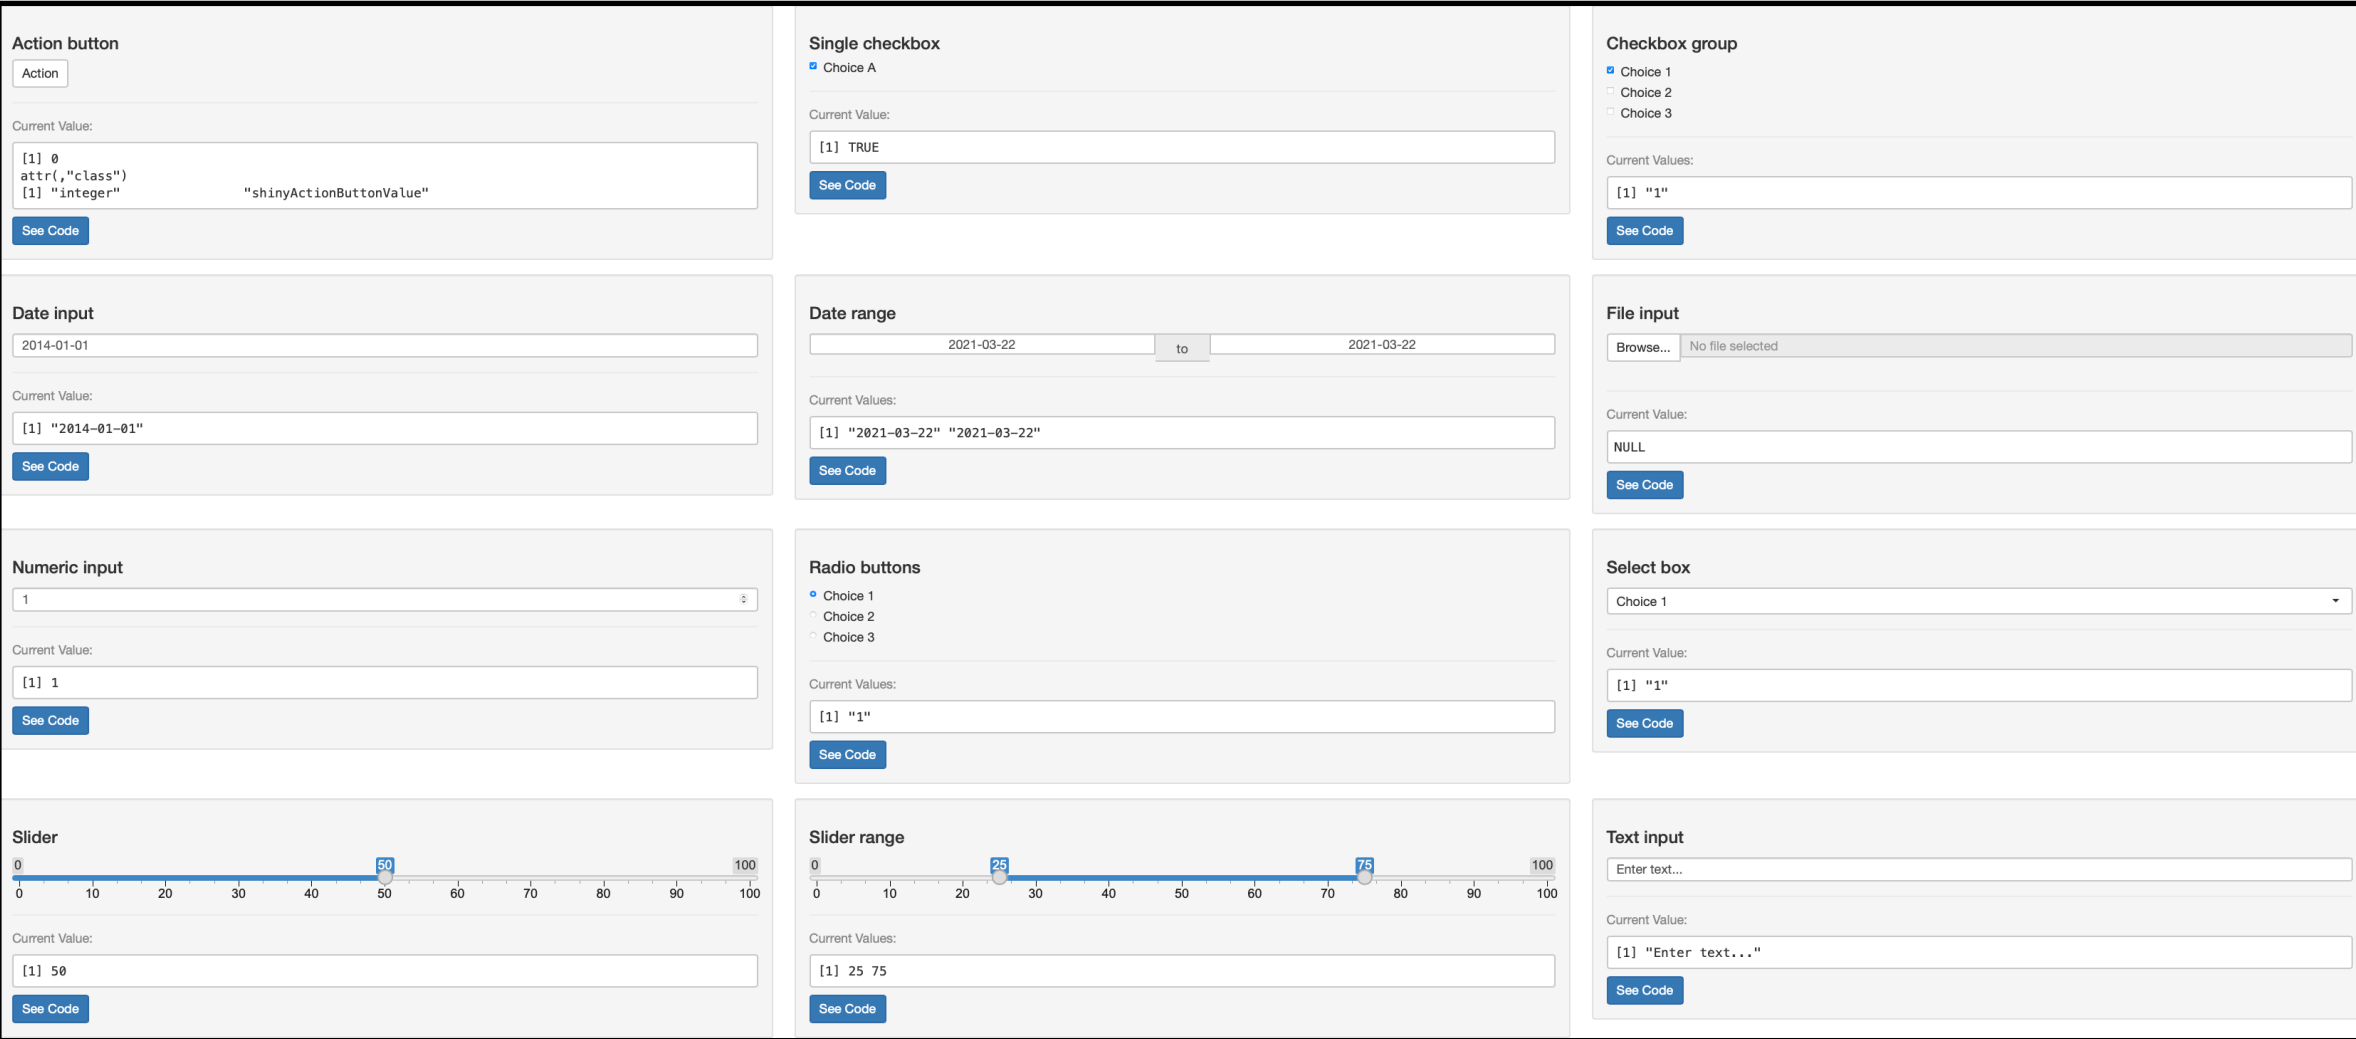 Action button
Action
Current Value:
[1] 0
attr(,"class")
[1] "integer"                "shinyActionButtonValue"
See Code
Single checkbox
Choice A
Current Value:
[1] TRUE
See Code
Checkbox group
Choice 1
Choice 2
Choice 3
Current Values:
[1] "1"
See Code
Date input
2014-01-01
Current Value:
[1] "2014-01-01"
See Code
Date range
2021-03-22 to 2021-03-22
Current Values:
[1] "2021-03-22" "2021-03-22"
See Code
File input
Browse... No file selected
Current Value:
NULL
See Code
Numeric input
1
Current Value:
[1] 1
See Code
Radio buttons
Choice 1
Choice 2
Choice 3
Current Values:
[1] "1"
See Code
Select box
Choice 1
Current Value:
[1] "1"
See Code
Slider
0 50 100
0 10 20 30 40 50 60 70 80 90 100
Current Value:
[1] 50
See Code
Slider range
0 25 75 100
0 10 20 30 40 50 60 70 80 90 100
Current Values:
[1] 25 75
See Code
Text input
Enter text...
Current Value:
[1] "Enter text..."
See Code